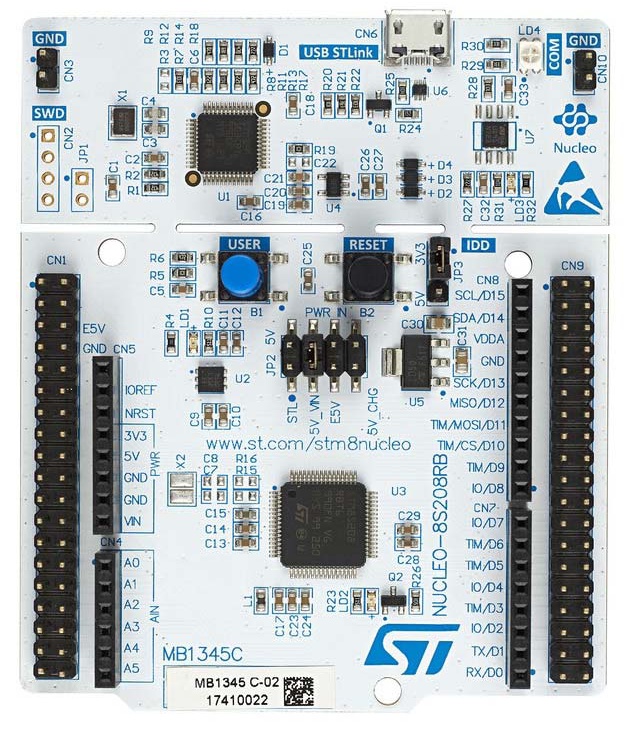 GND
CN3
R9
R3
R12
R7
R14
C6
R16
R18
D1
USB STLink
CN6
R30
R29
LD4
COM
GND
CN10
SWD
CN2
JP1
X1
C4
C3
C2
R2
R1
C1
U1
C16
R8
R11
R13
R17
C18
R20
R21
R22
R25
Q1
R24
U6
R28
C33
U7
Nucleo
R19
C22
C21
C20
C19
U4
C26
C27
D4
D3
D2
R27
C32
R31
LD3
R32
CN1
R6
R5
C5
USER
B1
C25
RESET
B2
3V3
5V
JP3
IDD
CN8
CN9
SCL/D15
SDA/D14
VDDA
GND
SCK/D13
MISO/D12
TIM/MOSI/D11
TIM/CS/D10
TIM/D9
IO/D8
CN7
IO/D7
TIM/D6
TIM/D5
IO/D4
TIM/D3
IO/D2
TX/D1
RX/D0
E5V
GND
CN5
IOREF
NRST
3V3
5V
GND
GND
VIN
PWR
CN4
A0
A1
A2
A3
A4
A5
AIN
R4
LD1
R10
C11
C12
U2
C9
C10
PWR IN
JP2
5V
STL
5V_VIN
E5V
5V_CHG
C30
C31
U5
www.st.com/stm8nucleo
X2
C8
C7
R16
R15
C15
C14
C13
U3
C29
C28
NUCLEO-8S208RB
L1
C17
C23
C24
R23
LD2
Q2
R26
ST
MB1345C
MB1345 C-02
17410022